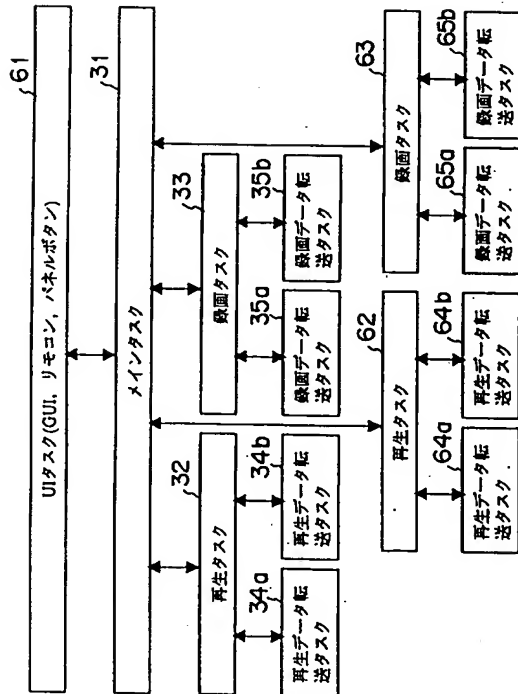 61
UIタスク(GUI, リモコン, パネルボタン)
31
メインタスク
32
再生タスク
33
録画タスク
34a
再生データ転
送タスク
34b
再生データ転
送タスク
35a
録画データ転
送タスク
35b
録画データ転
送タスク
62
再生タスク
63
録画タスク
64a
再生データ転
送タスク
64b
再生データ転
送タスク
65a
録画データ転
送タスク
65b
録画データ転
送タスク